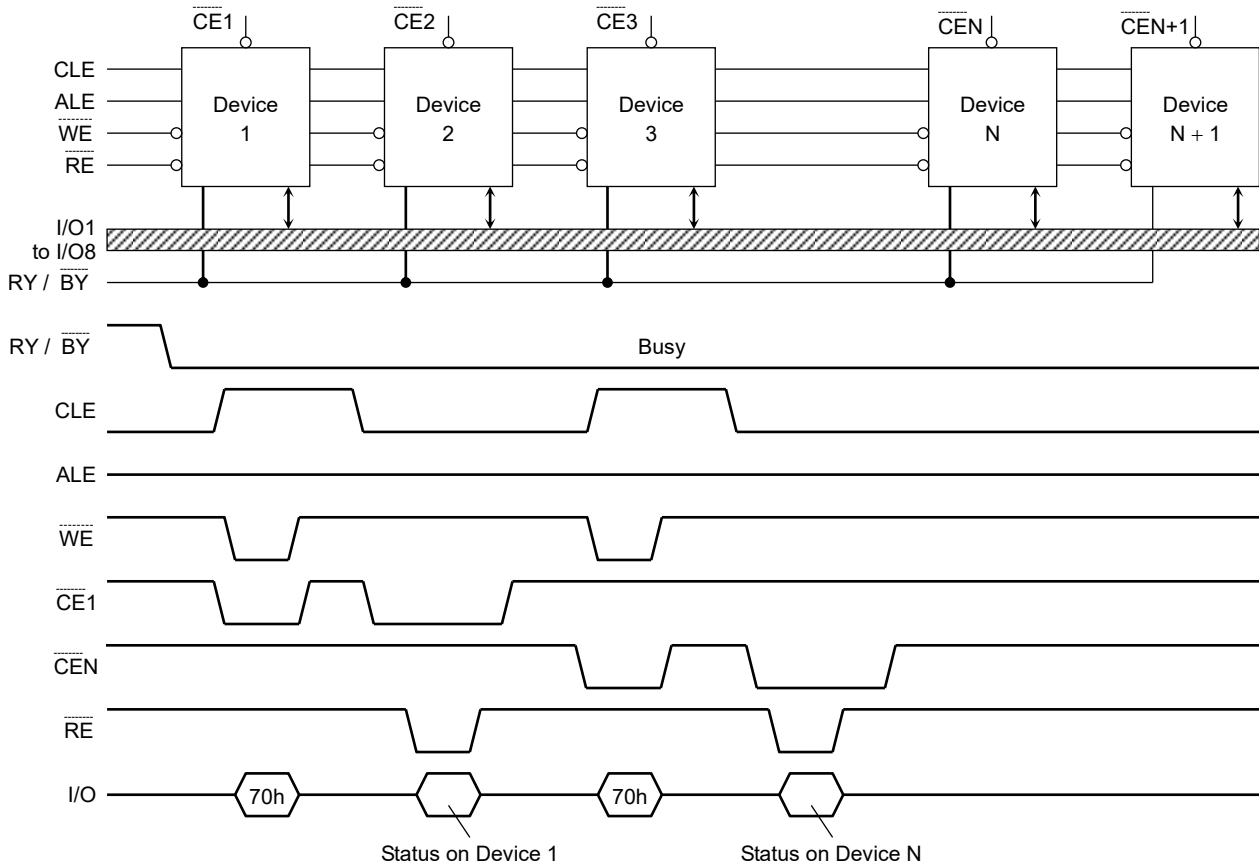 CE1 CE2 CE3 CEN CEN+1
CLE
ALE
WE
RE
Device 1
Device 2
Device 3
Device N
Device N + 1
I/O1
to I/O8
RY / BY
RY / BY
Busy
CLE
ALE
WE
CE1
CEN
RE
I/O
70h
70h
Status on Device 1
Status on Device N